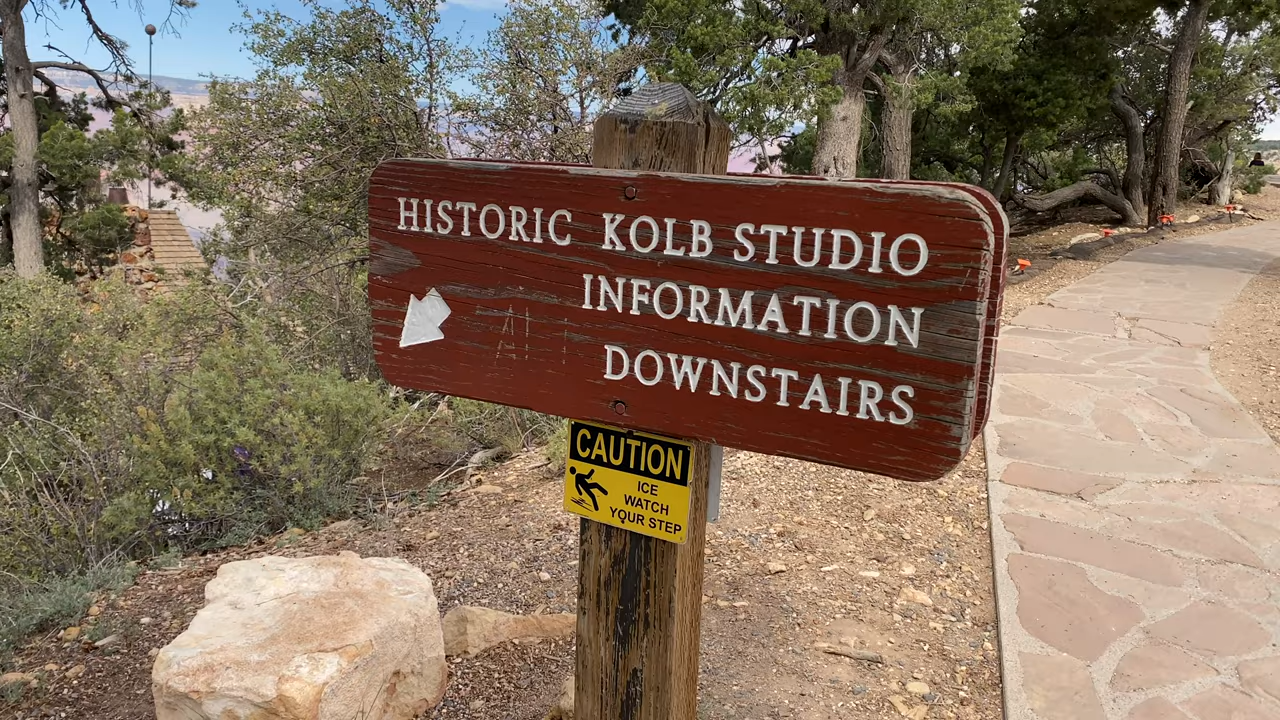 HISTORIC KOLB STUDIO
INFORMATION
DOWNSTAIRS
CAUTION
ICE
WATCH
YOUR STEP